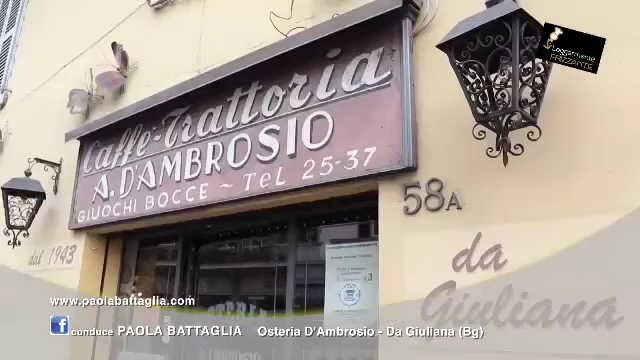 Leggermente
FRIZZANTE
Caffè-Trattoria
A. D'AMBROSIO
GIUOCHI BOCCE ~ Tel 25-37
58A
dal 1943
da
Giuliana
www.paolabattaglia.com
f conduce PAOLA BATTAGLIA Osteria D'Ambrosio - Da Giuliana (Bg)